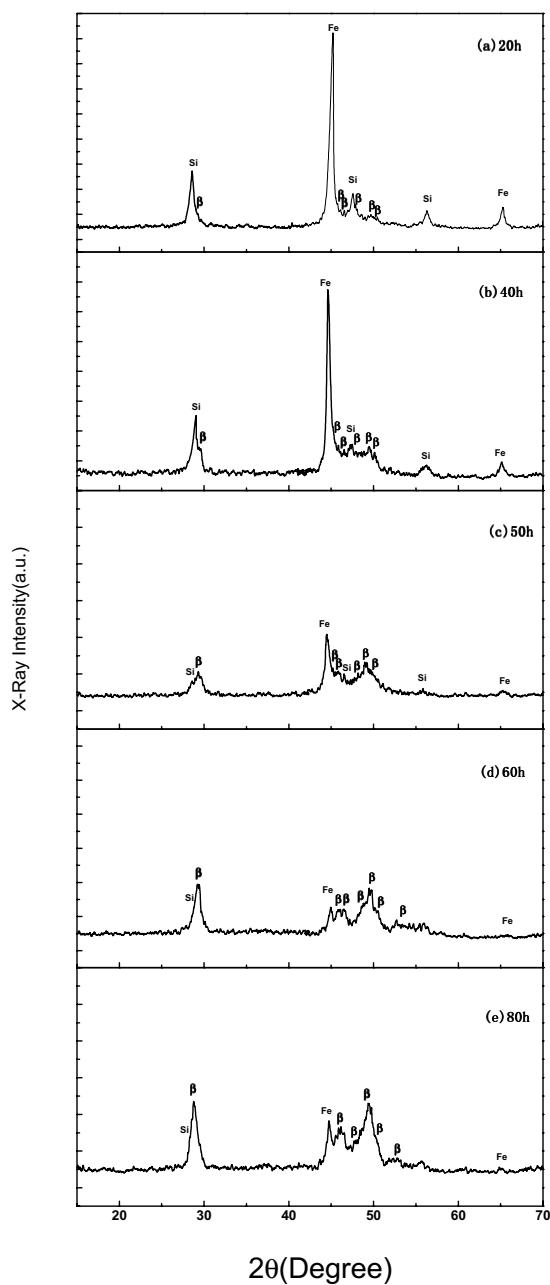 Fe
(a)20h
Si
β
β β
Si
β
β β
Si
Fe
Fe
(b)40h
Si
β
β
β
Si
β
β
β
Si
Fe
(c)50h
Fe
Si
β
β
β
Si
β
β
β
Si
Fe
(d)60h
Si
β
Fe
β β
β
β
β
β
Fe
(e)80h
Si
β
Fe
β
β
β
β
β
Fe
20 30 40 50 60 70
X-Ray Intensity(a.u.)
2θ(Degree)